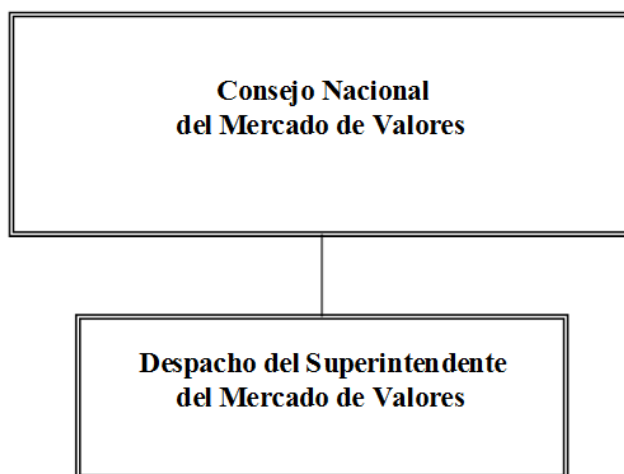 Consejo Nacional
del Mercado de Valores
Despacho del Superintendente
del Mercado de Valores